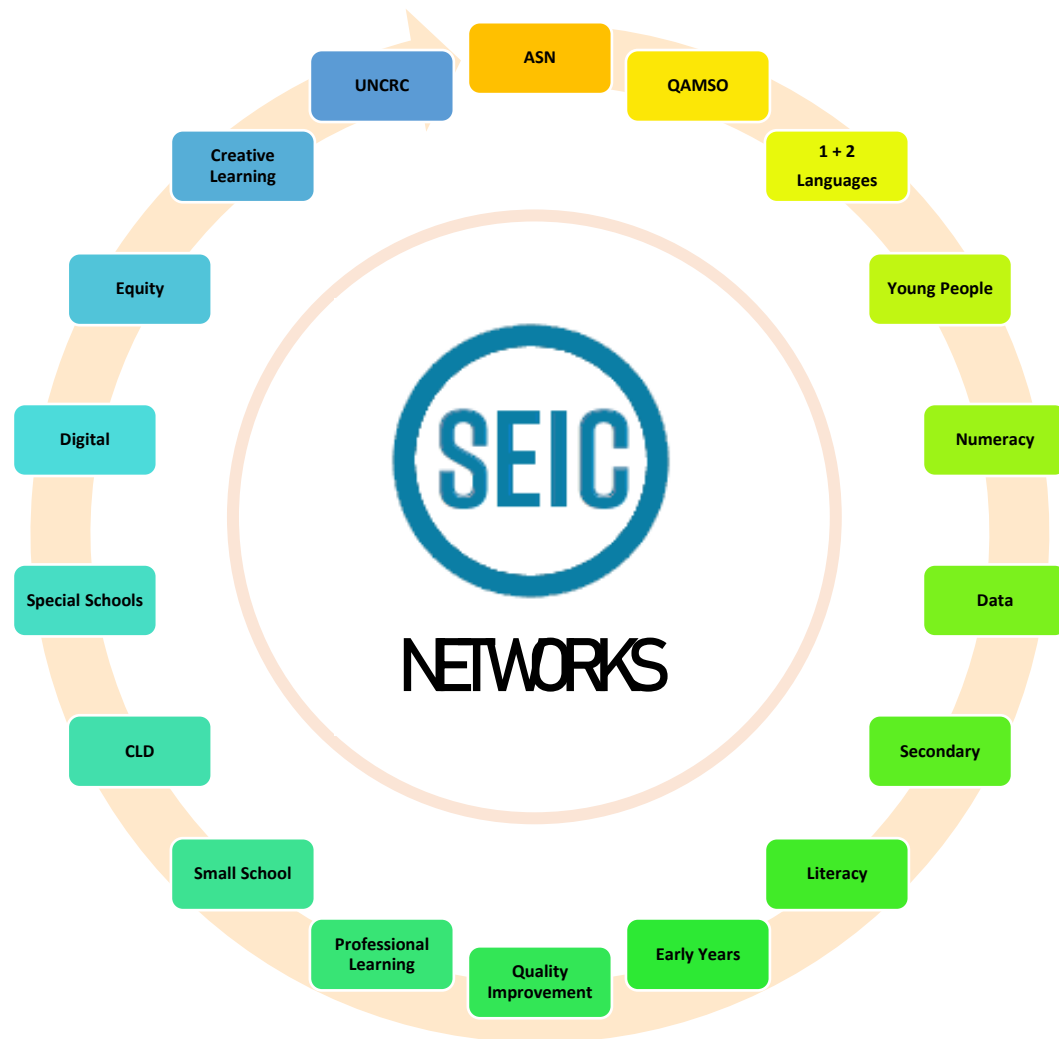 ASN
QAMSO
1 + 2
Languages
Young People
Numeracy
Data
Secondary
Literacy
Early Years
Quality
Improvement
Professional
Learning
Small School
CLD
Special Schools
Digital
Equity
Creative
Learning
UNCRC
SEIC
NETWORKS